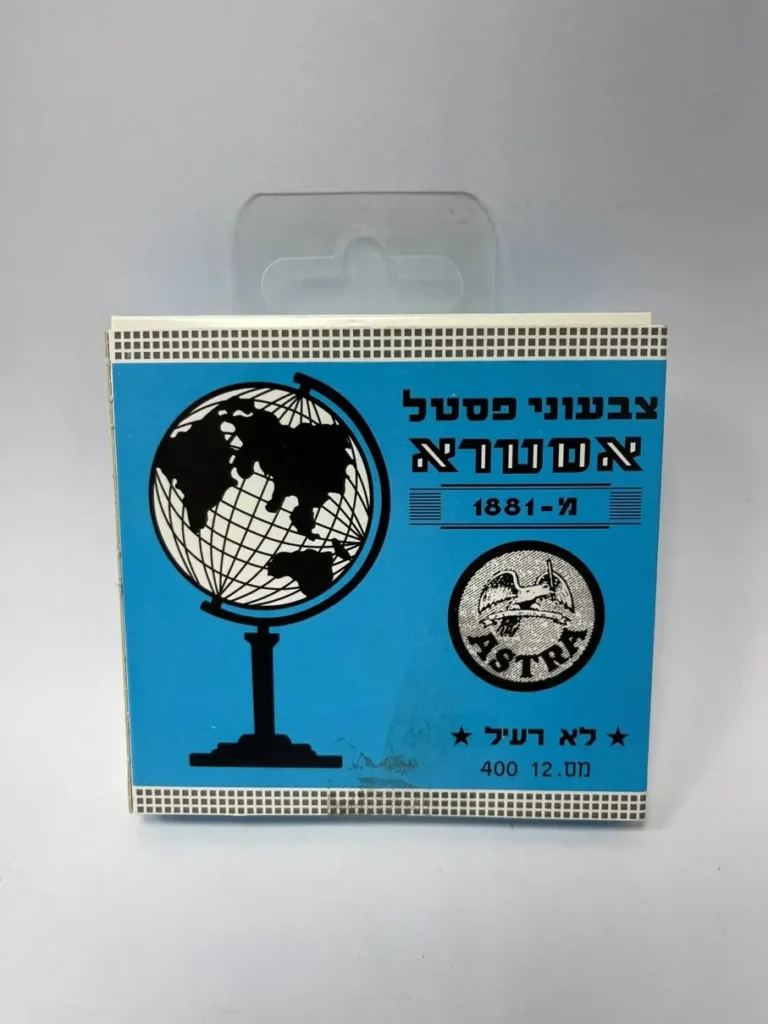 צבעוני פסטל
אסטרא
מ-1881
ASTRA
★ לא רעיל ★
מס. 12 400